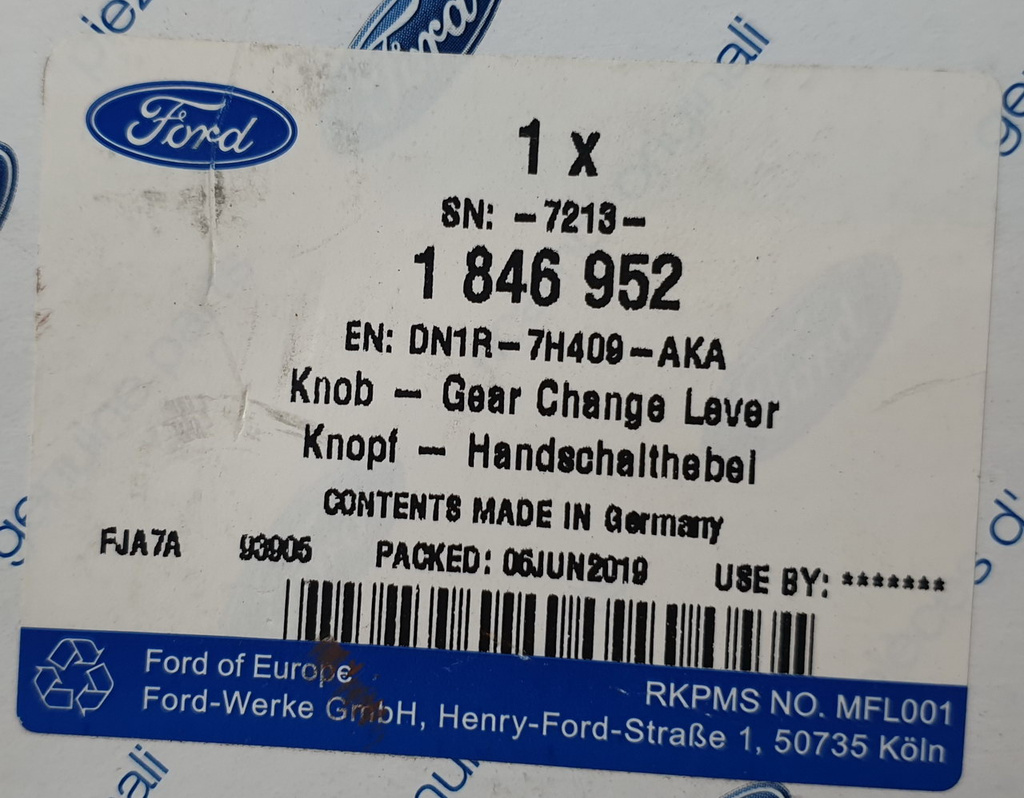 Ford
Ford
1 x
SN: -7213-
1 846 952
EN: DN1R-7H409-AKA
Knob - Gear Change Lever
Knopf - Handschalthebel
CONTENTS MADE IN Germany
FJA7A 93905 PACKED: 06JUN2019 USE BY: *******
Ford of Europe
RKPMS NO. MFL001
Ford-Werke GmbH, Henry-Ford-Straße 1, 50735 Köln